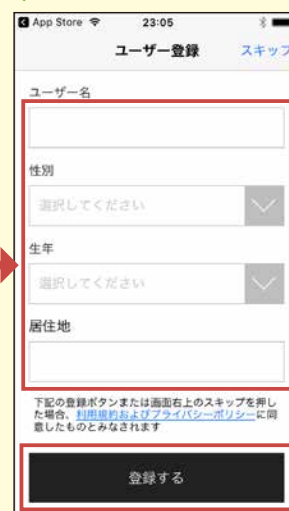 App Store 23:05
ユーザー登録 スキップ
ユーザー名
性別
選択してください
生年
選択してください
居住地
下記の登録ボタンまたは画面右上のスキップを押し
た場合、利用規約およびプライバシーポリシーに同
意したものとみなされます
登録する